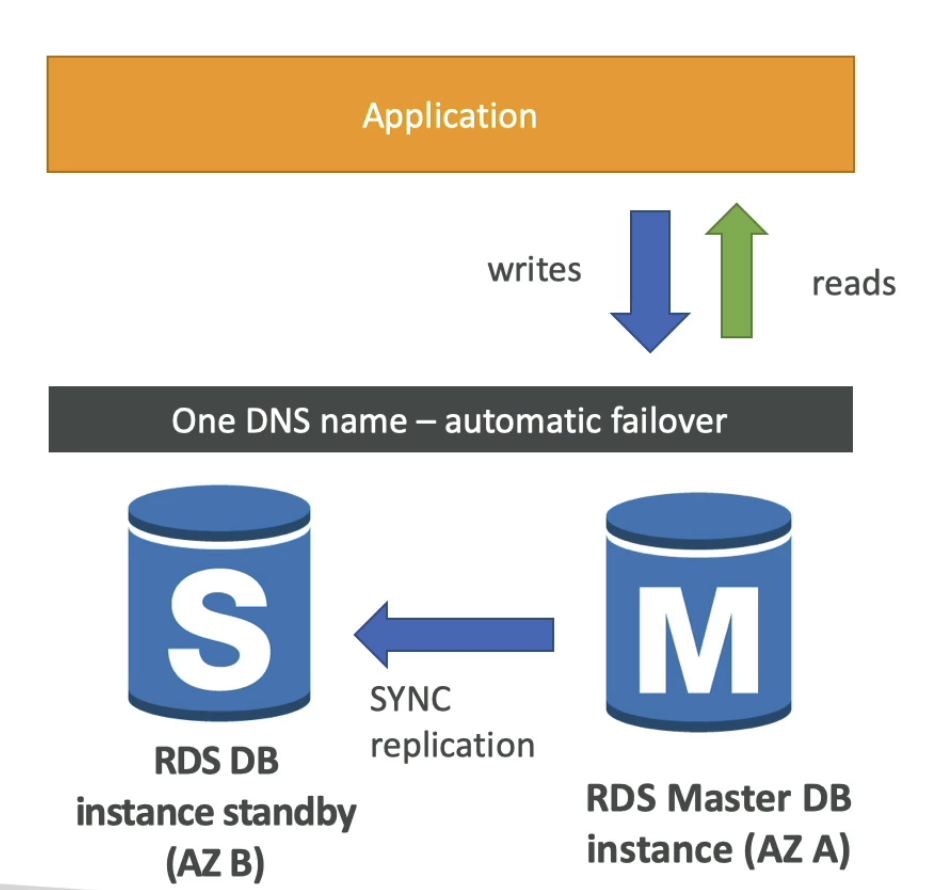 Application
writes
reads
One DNS name – automatic failover
S
M
SYNC
replication
RDS DB
instance standby
(AZ B)
RDS Master DB
instance (AZ A)